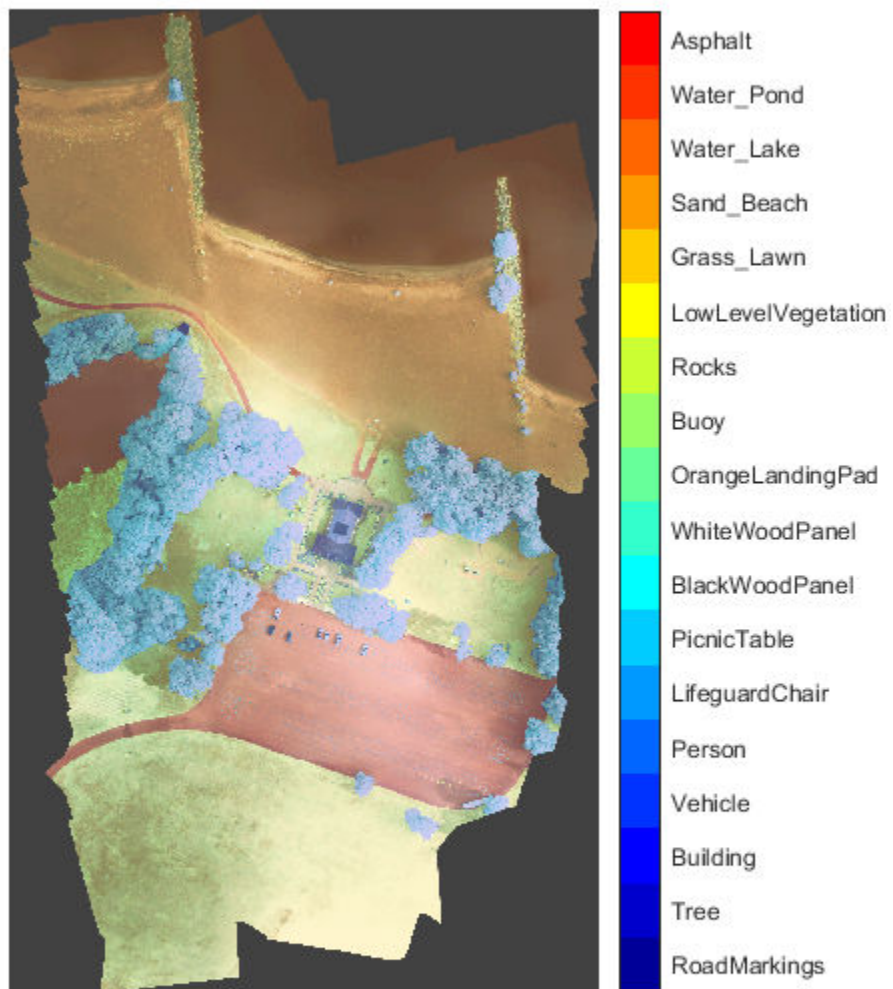 Asphalt
Water_Pond
Water_Lake
Sand_Beach
Grass_Lawn
LowLevelVegetation
Rocks
Buoy
OrangeLandingPad
WhiteWoodPanel
BlackWoodPanel
PicnicTable
LifeguardChair
Person
Vehicle
Building
Tree
RoadMarkings